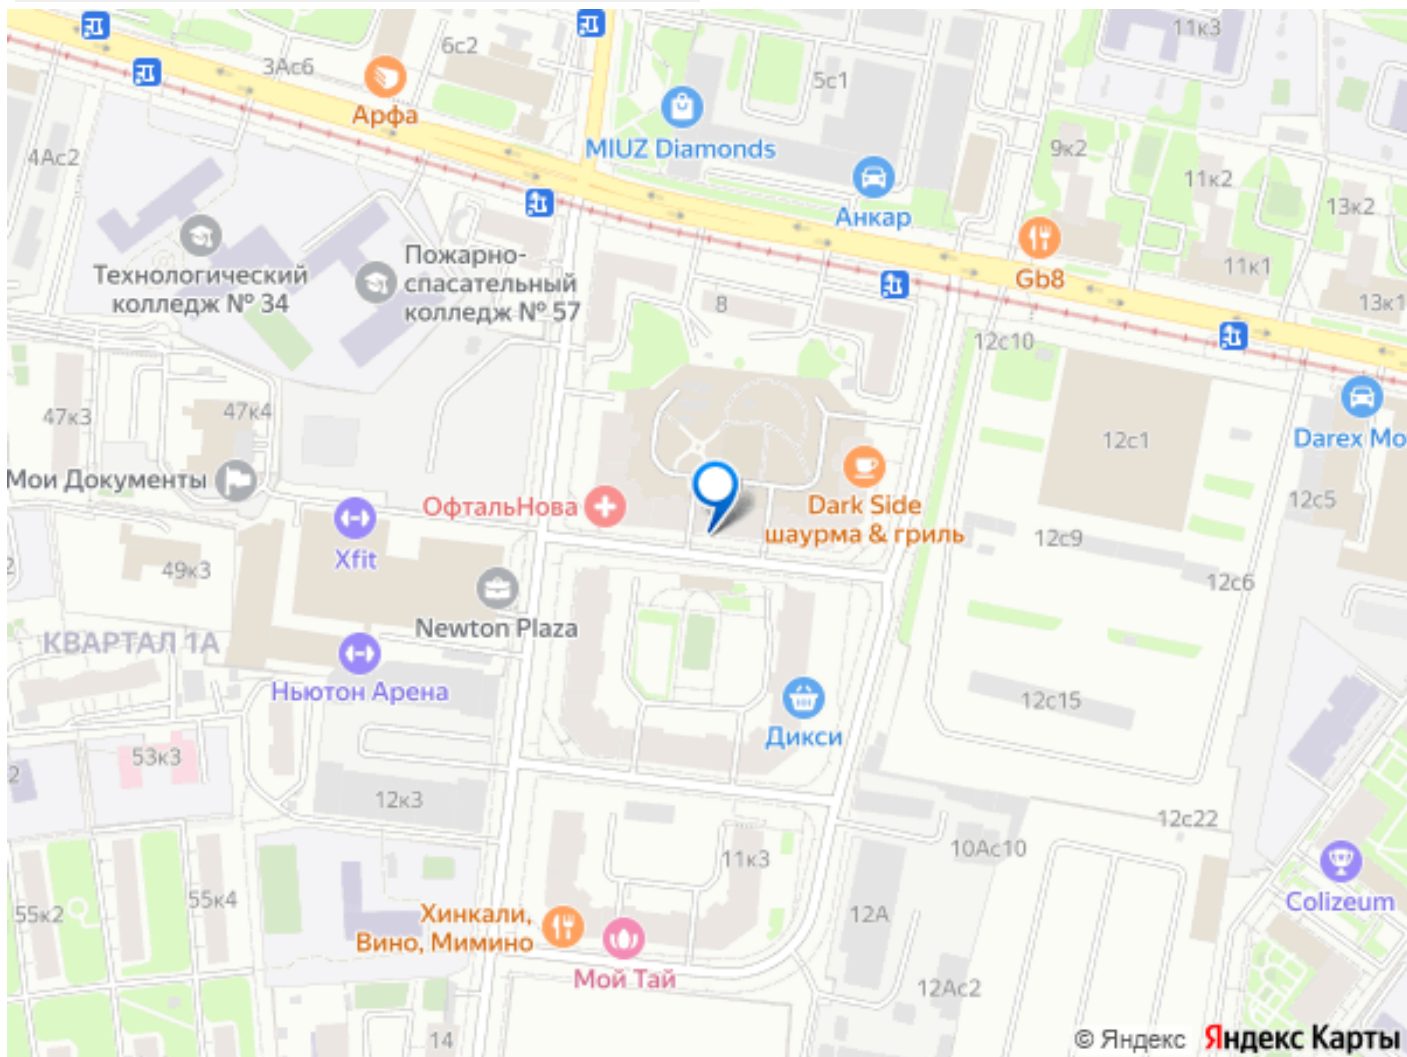 11к3
6с2
3Ас6
5с1
Арфа
MIUZ Diamonds
9к2
4Ас2
11к2
Анкар
13к2
Пожарно-
спасательный
колледж № 57
Технологический
колледж № 34
11к1
Gb8
8
13к1
12с10
47к3
47к4
12с1
Darex Mo
Мои Документы
ОфтальНова
Dark Side
шаурма & гриль
12с5
12с9
Xfit
49к3
2
12с6
Newton Plaza
КВАРТАЛ 1А
Ньютон Арена
12с15
Дикси
53к3
2
12к3
12с22
11к3
10Ас10
55к2
55к4
Хинкали,
Вино, Мимино
12А
Colizeum
Мой Тай
12Ас2
14
© Яндекс Яндекс Карты